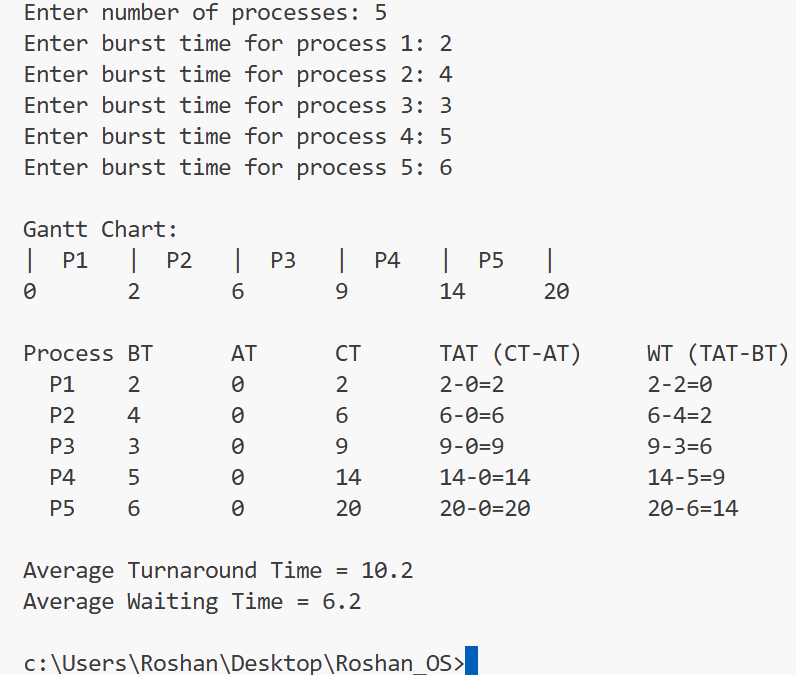 Enter number of processes: 5
Enter burst time for process 1: 2
Enter burst time for process 2: 4
Enter burst time for process 3: 3
Enter burst time for process 4: 5
Enter burst time for process 5: 6
Gantt Chart:
|  P1   |  P2   |  P3   |  P4   |  P5   |
0       2       6       9       14      20
Process BT      AT      CT      TAT (CT-AT)     WT (TAT-BT)
  P1    2       0       2       2-0=2           2-2=0
  P2    4       0       6       6-0=6           6-4=2
  P3    3       0       9       9-0=9           9-3=6
  P4    5       0       14      14-0=14         14-5=9
  P5    6       0       20      20-0=20         20-6=14
Average Turnaround Time = 10.2
Average Waiting Time = 6.2
c:\Users\Roshan\Desktop\Roshan_OS>